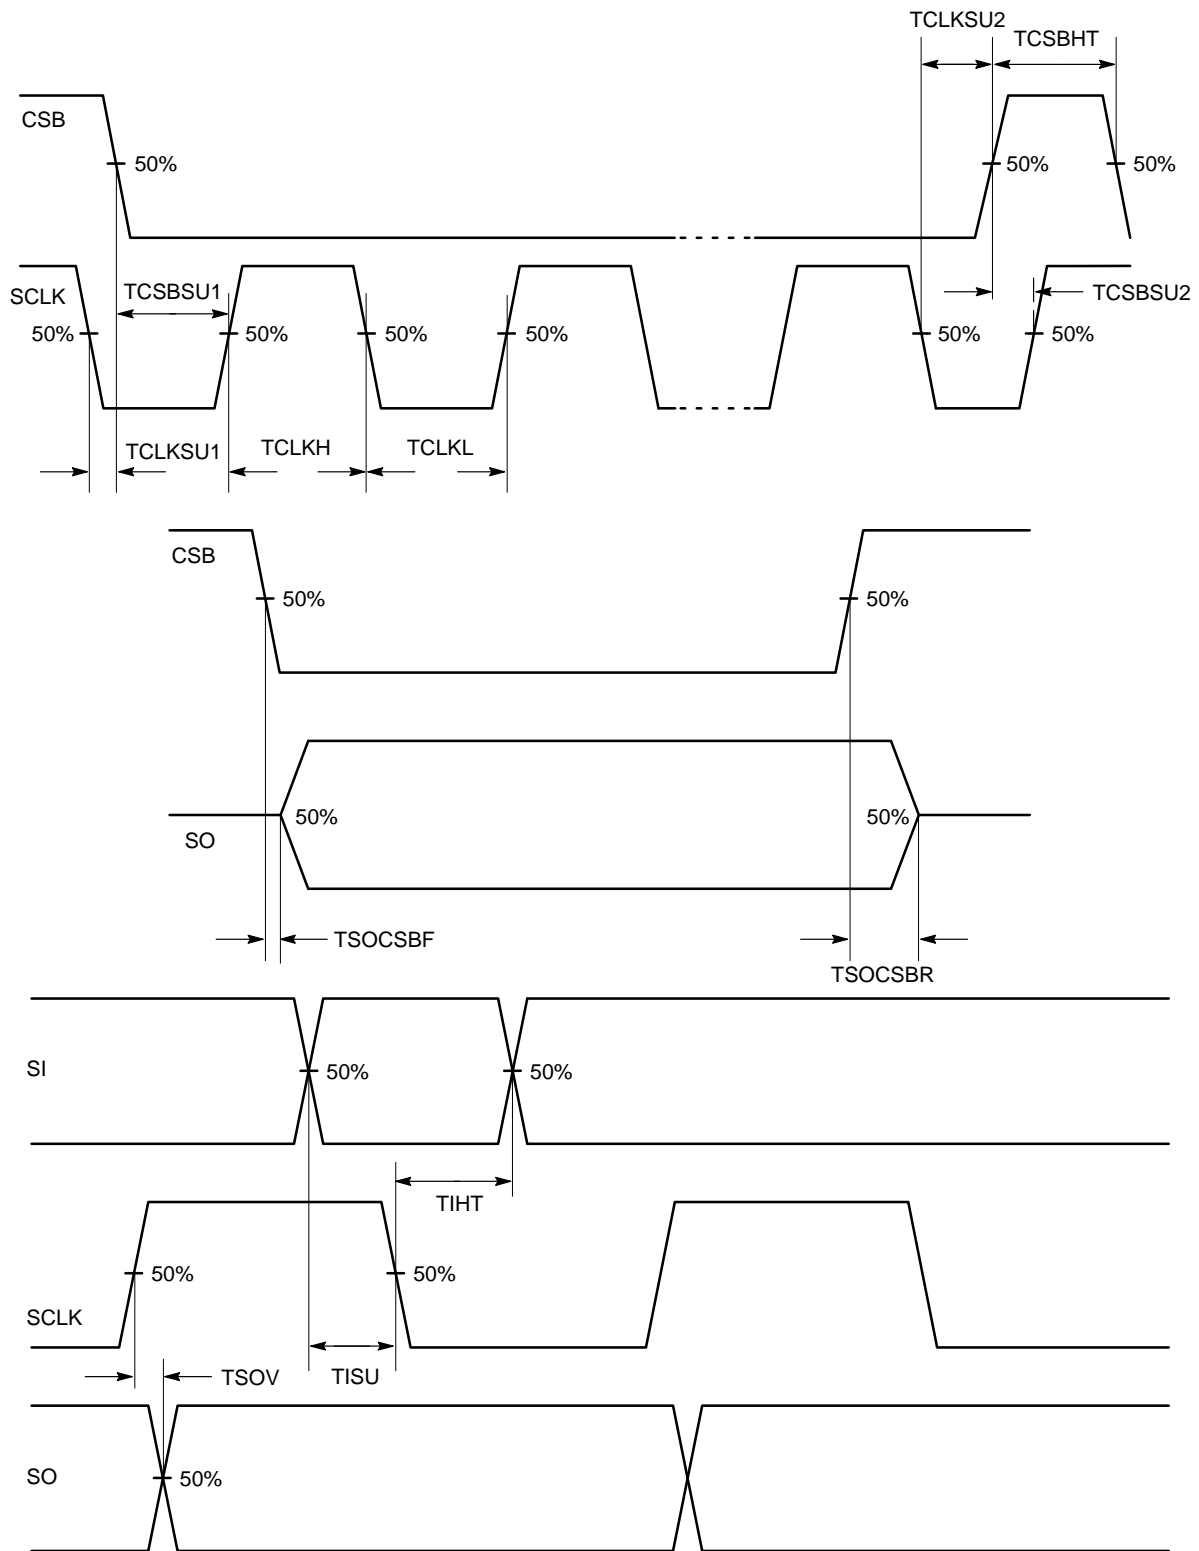 TCLKSU2
TCSBHT
CSB
50%
50%
50%
SCLK
TCSBSU1
TCSBSU2
50%
50%
50%
50%
50%
50%
TCLKSU1
TCLKH
TCLKL
CSB
50%
50%
50%
50%
SO
TSOCSBF
TSOCSBR
SI
50%
50%
TIHT
50%
50%
SCLK
TSOV
TISU
SO
50%